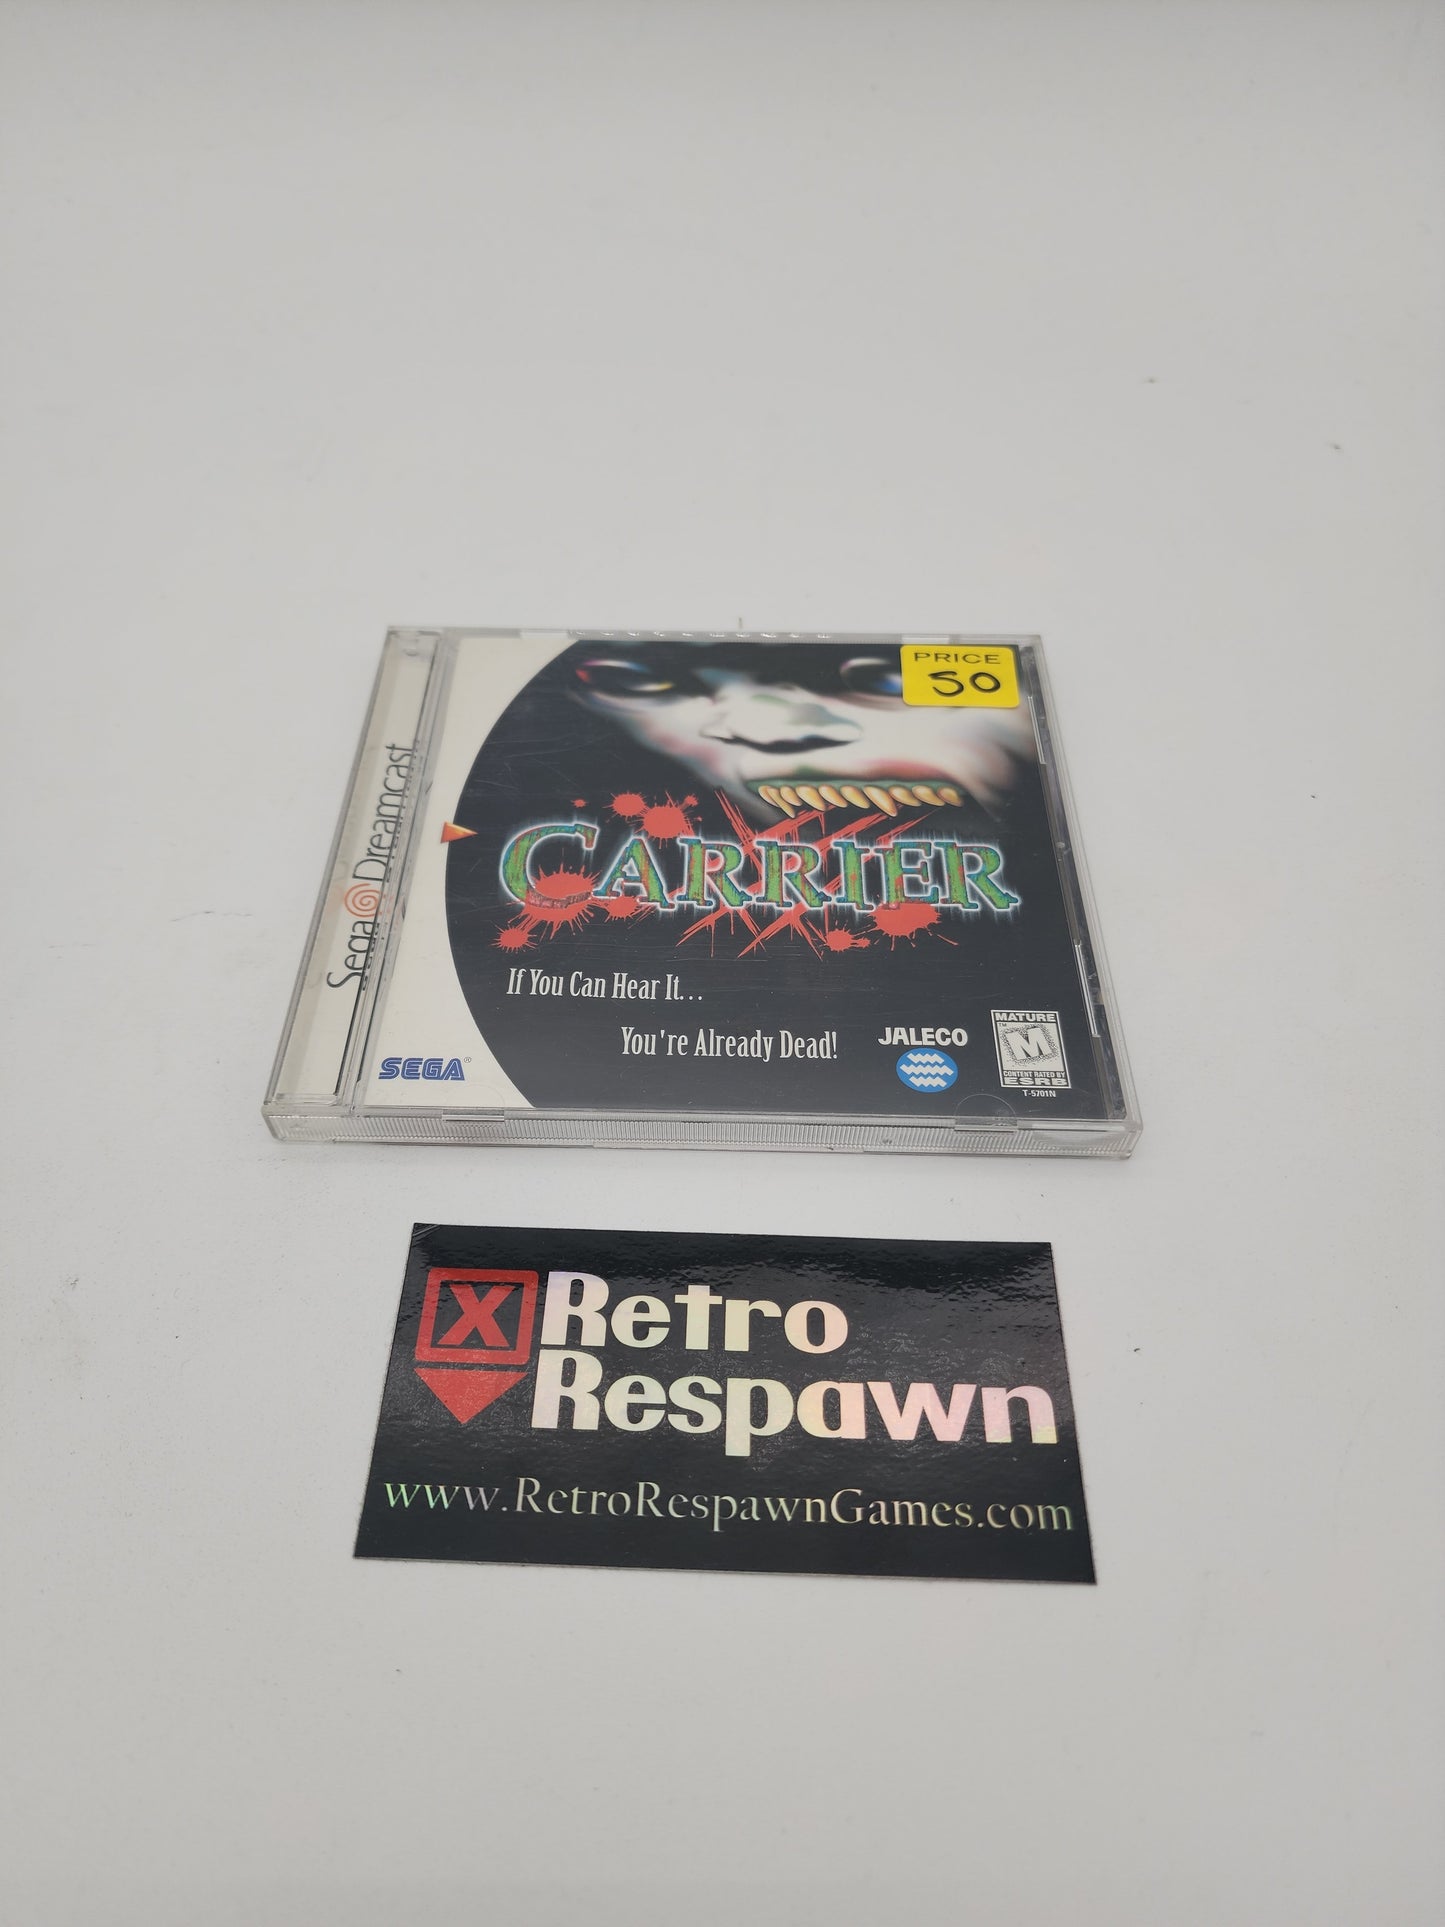 PRICE
50
Sega Dreamcast
CARRIER
If You Can Hear It...
You're Already Dead!
SEGA®
JALECO
MATURE
TM
M
CONTENT RATED BY
ESRB
T-5701N
X
Retro
Respawn
www.RetroRespawnGames.com